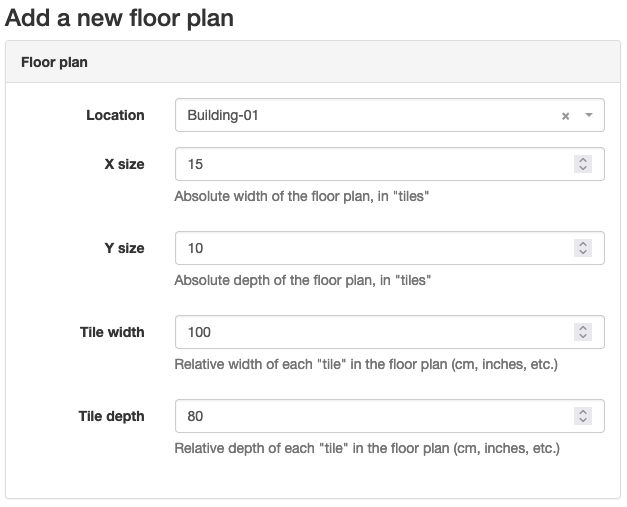 Add a new floor plan
Floor plan
Location
Building-01
X size
15
Absolute width of the floor plan, in "tiles"
Y size
10
Absolute depth of the floor plan, in "tiles"
Tile width
100
Relative width of each "tile" in the floor plan (cm, inches, etc.)
Tile depth
80
Relative depth of each "tile" in the floor plan (cm, inches, etc.)